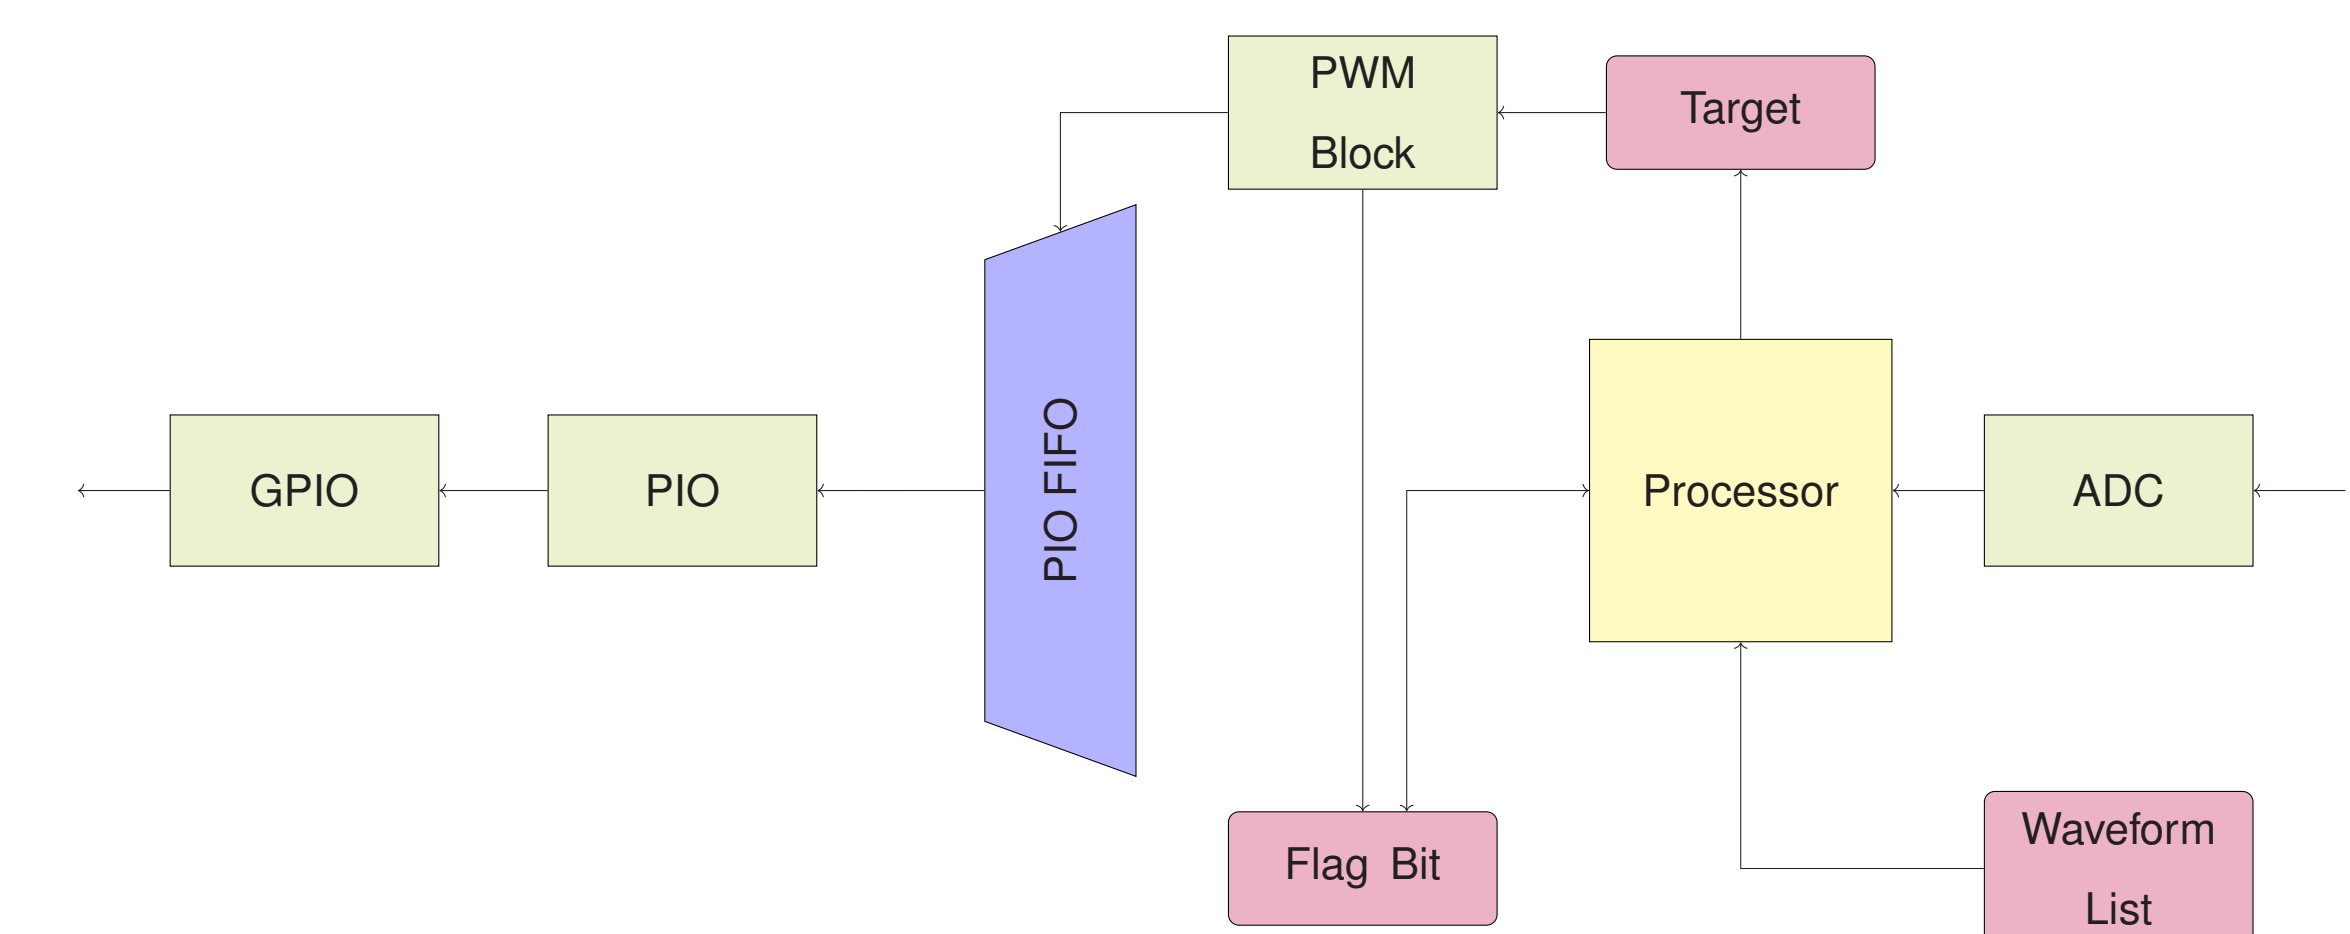 PWM
Block
Target
GPIO
PIO
PIO FIFO
Processor
ADC
Flag Bit
Waveform
List